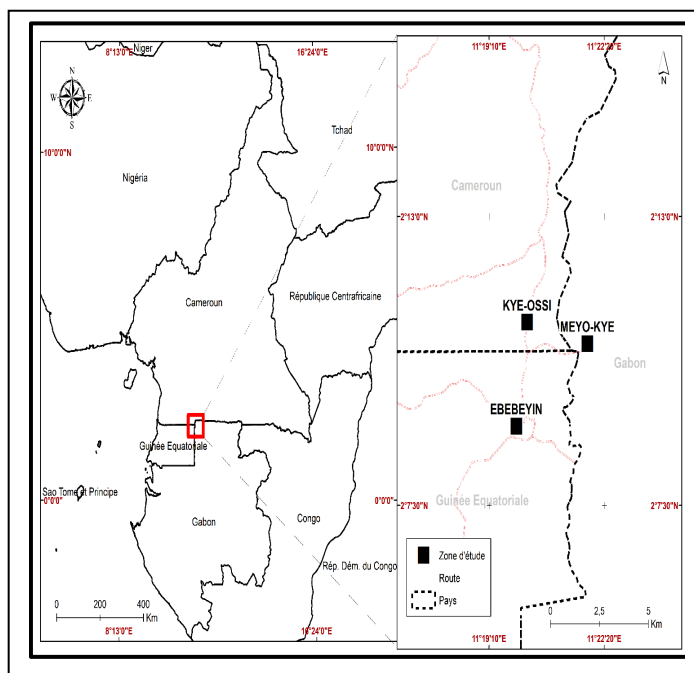 8°13'0"E
16°24'0"E
Niger
N
W
E
S
Tchad
10°0'0"N
10°0'0"N
Nigéria
Cameroun
République Centrafricaine
Guinée Equatoriale
Sao Tome et Principe
0°0'0"
0°0'0"
Gabon
Congo
Rép. Dém. du Congo
0
200
400
Km
8°13'0"E
16°24'0"E
11°19'10"E
11°22'20"E
N
Cameroun
2°13'0"N
2°13'0"N
KYE-OSSI
MEYO-KYE
Gabon
EBEBEYIN
Guinée Equatoriale
2°7'30"N
2°7'30"N
Zone d'étude
Route
Pays
0
2,5
5
Km
11°19'10"E
11°22'20"E